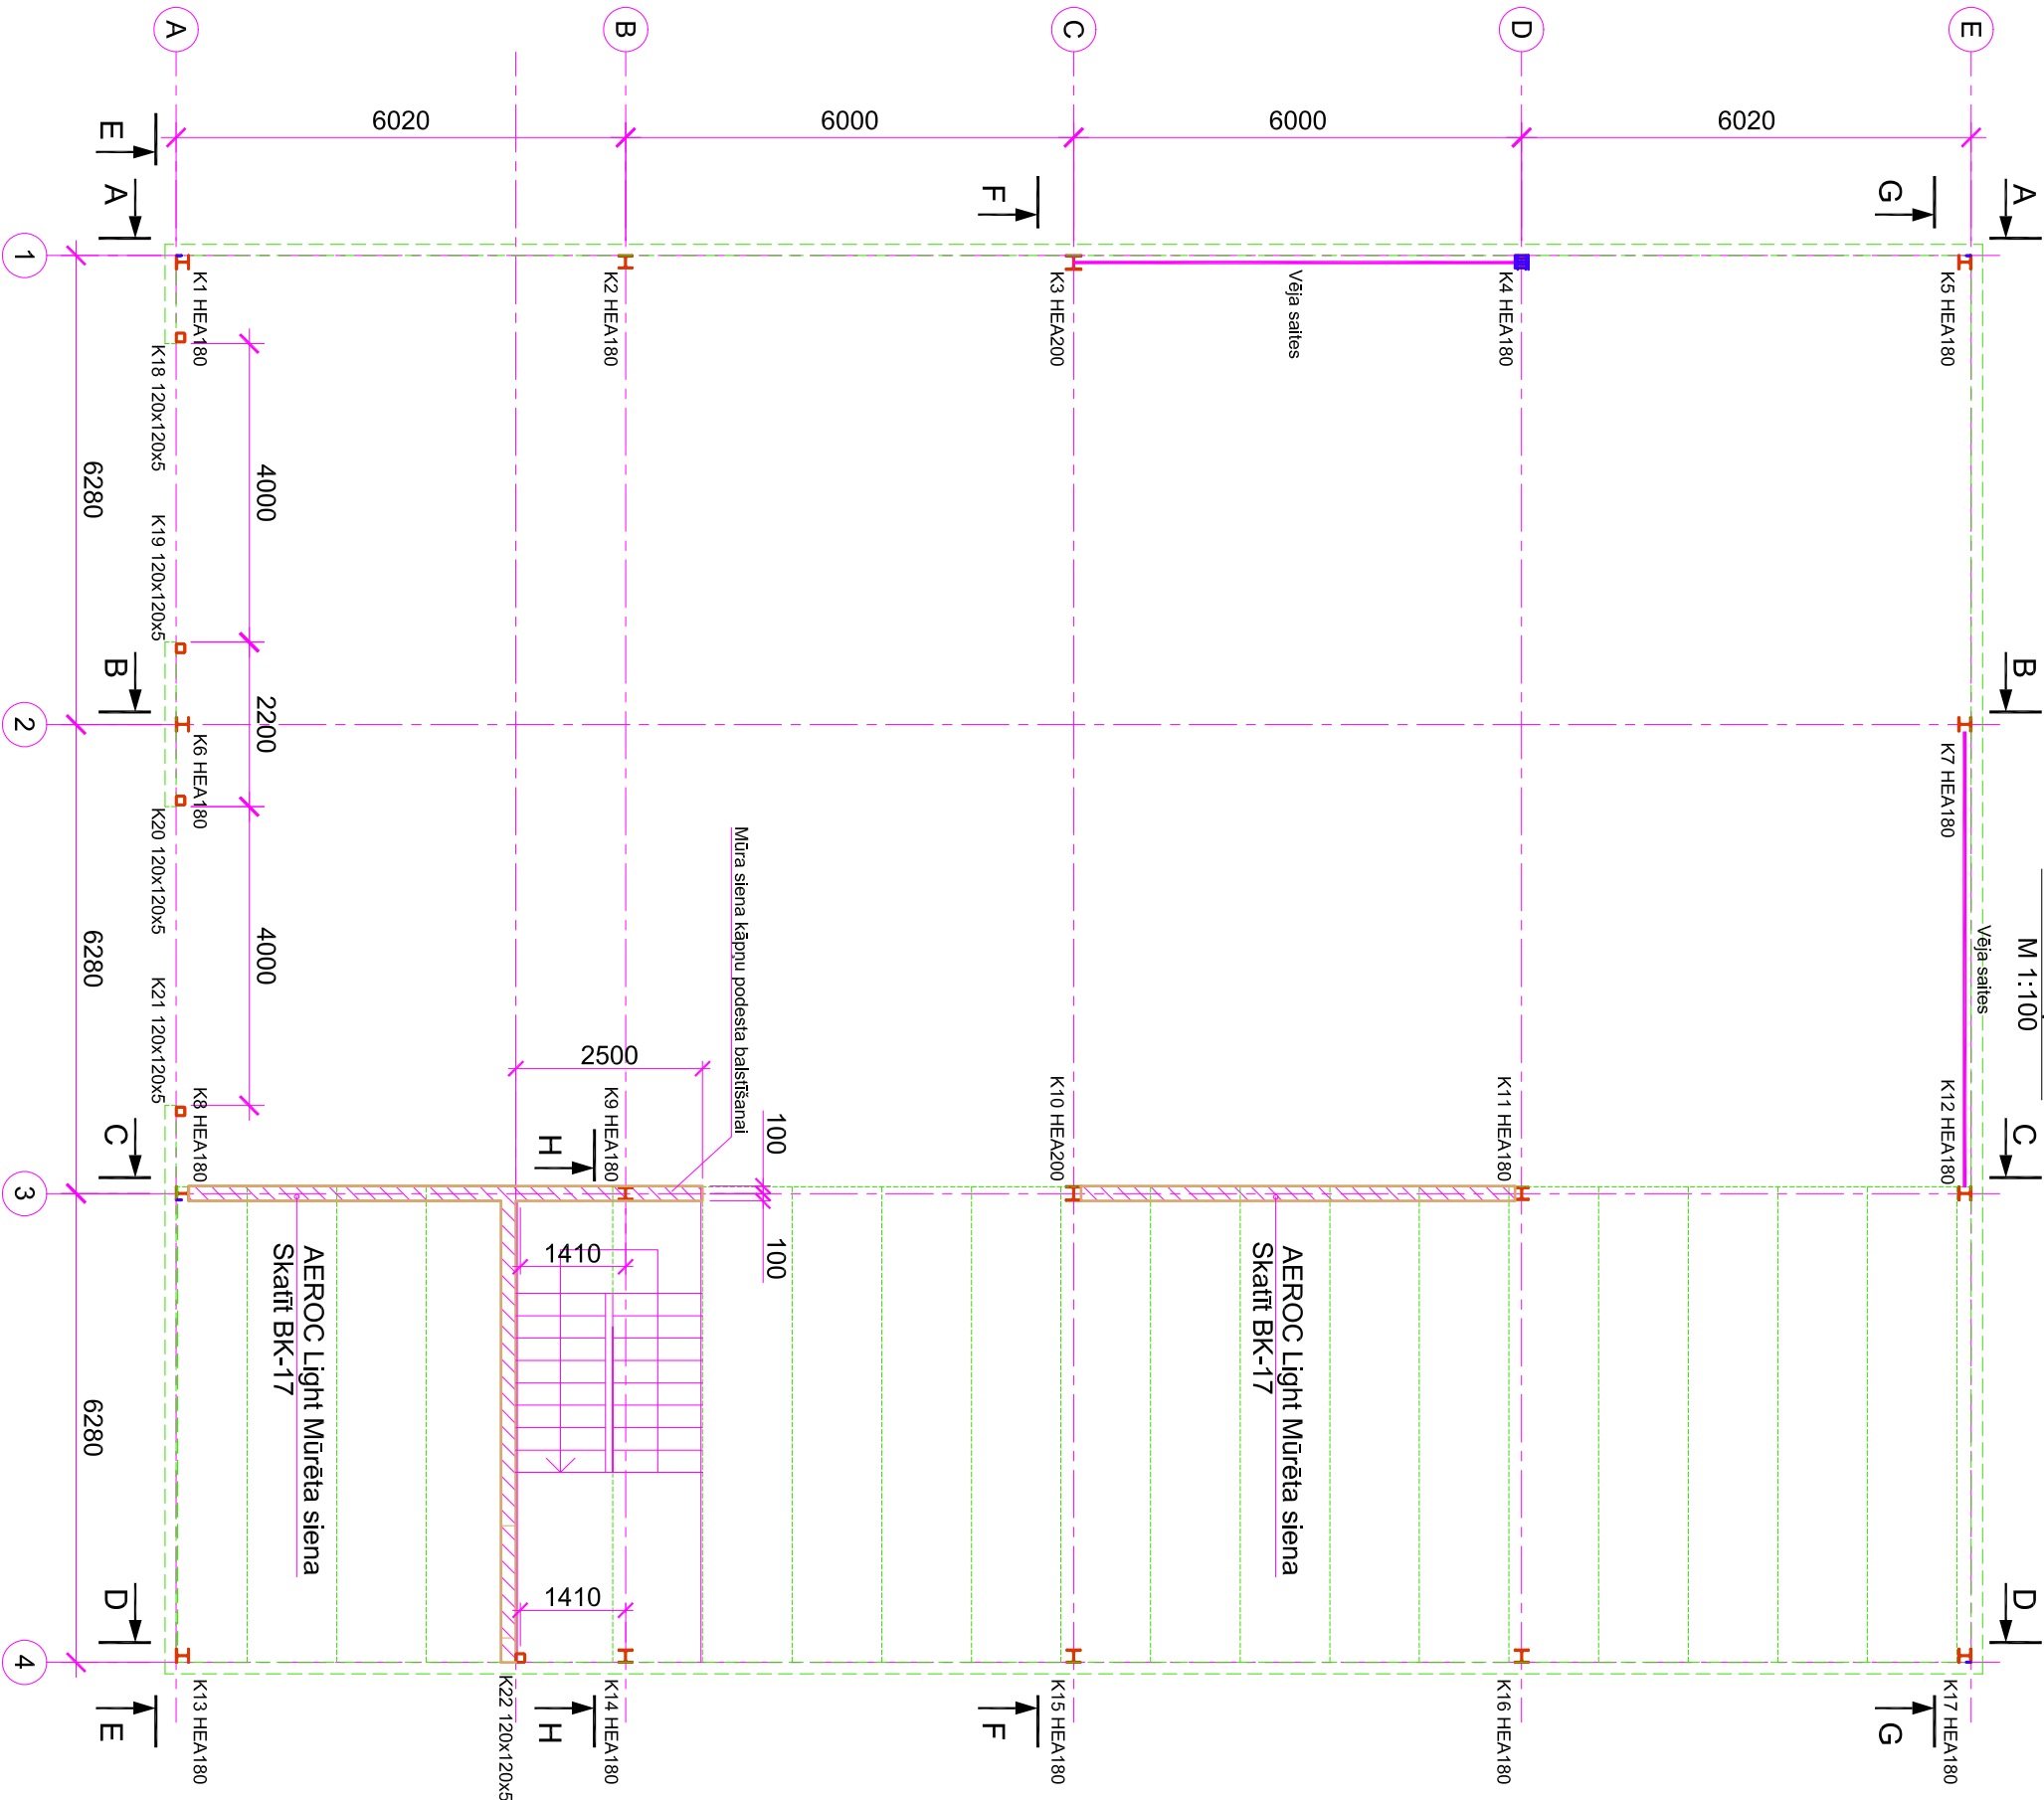 A
B
C
D
E
6020
6000
6000
6020
E
A
F
G
A
1
K1 HEA180
K2 HEA180
K3 HEA200
Vēja saites
K4 HEA180
K5 HEA180
K18 120x120x5
4000
6280
K19 120x120x5
B
B
2
2200
K6 HEA180
K7 HEA180
K20 120x120x5
4000
6280
K21 120x120x5
Mūra siena kāpņu podesta balstīšanai
M 1:100
Vēja saites
2500
K8 HEA180
K9 HEA180
K10 HEA200
K11 HEA180
K12 HEA180
100
100
C
H
C
3
1410
AEROC Light Mūrēta siena
Skatīt BK-17
AEROC Light Mūrēta siena
Skatīt BK-17
6280
1410
D
D
4
K13 HEA180
K22 120x120x5
K14 HEA180
K15 HEA180
K16 HEA180
K17 HEA180
E
H
F
G